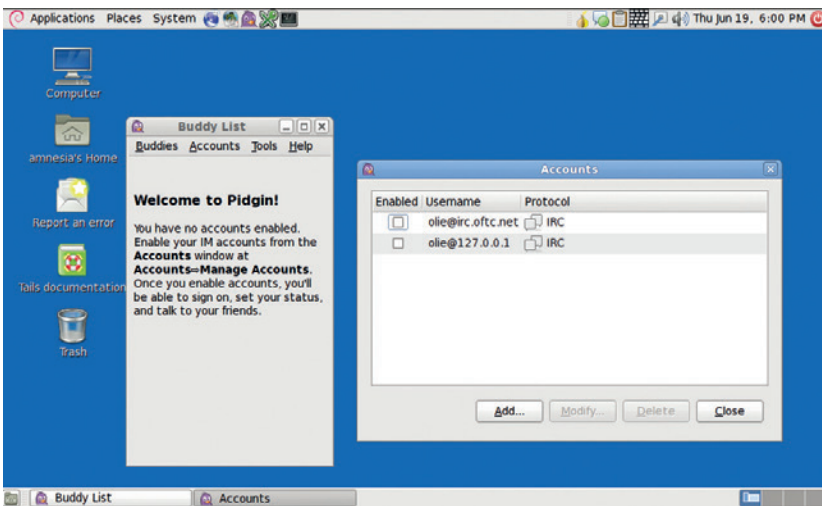 Applications Places System
Thu Jun 19, 6:00 PM
Computer
amnesia's Home
Report an error
Tails documentation
Trash
Buddy List
Buddies Accounts Tools Help
Welcome to Pidgin!
You have no accounts enabled.
Enable your IM accounts from the
Accounts window at
Accounts⇨Manage Accounts.
Once you enable accounts, you'll
be able to sign on, set your status,
and talk to your friends.
Accounts
Enabled Username Protocol
olie@irc.oftc.net IRC
olie@127.0.0.1 IRC
Add... Modify... Delete Close
Buddy List
Accounts